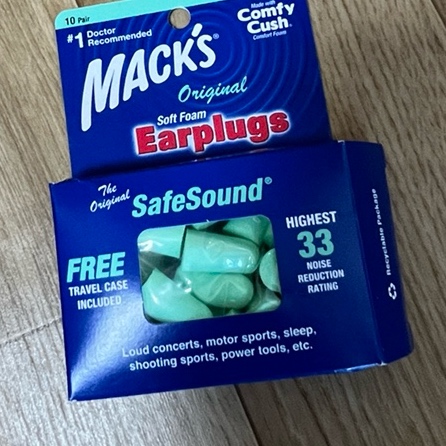 10 Pair
#1 Doctor
Recommended
Made with
Comfy
Cush
Comfort Foam
MACK'S®
Original
Soft Foam
Earplugs
The
Original
SafeSound®
FREE
TRAVEL CASE
INCLUDED
HIGHEST
33
NOISE
REDUCTION
RATING
Loud concerts, motor sports, sleep,
shooting sports, power tools, etc.
Recyclable Package